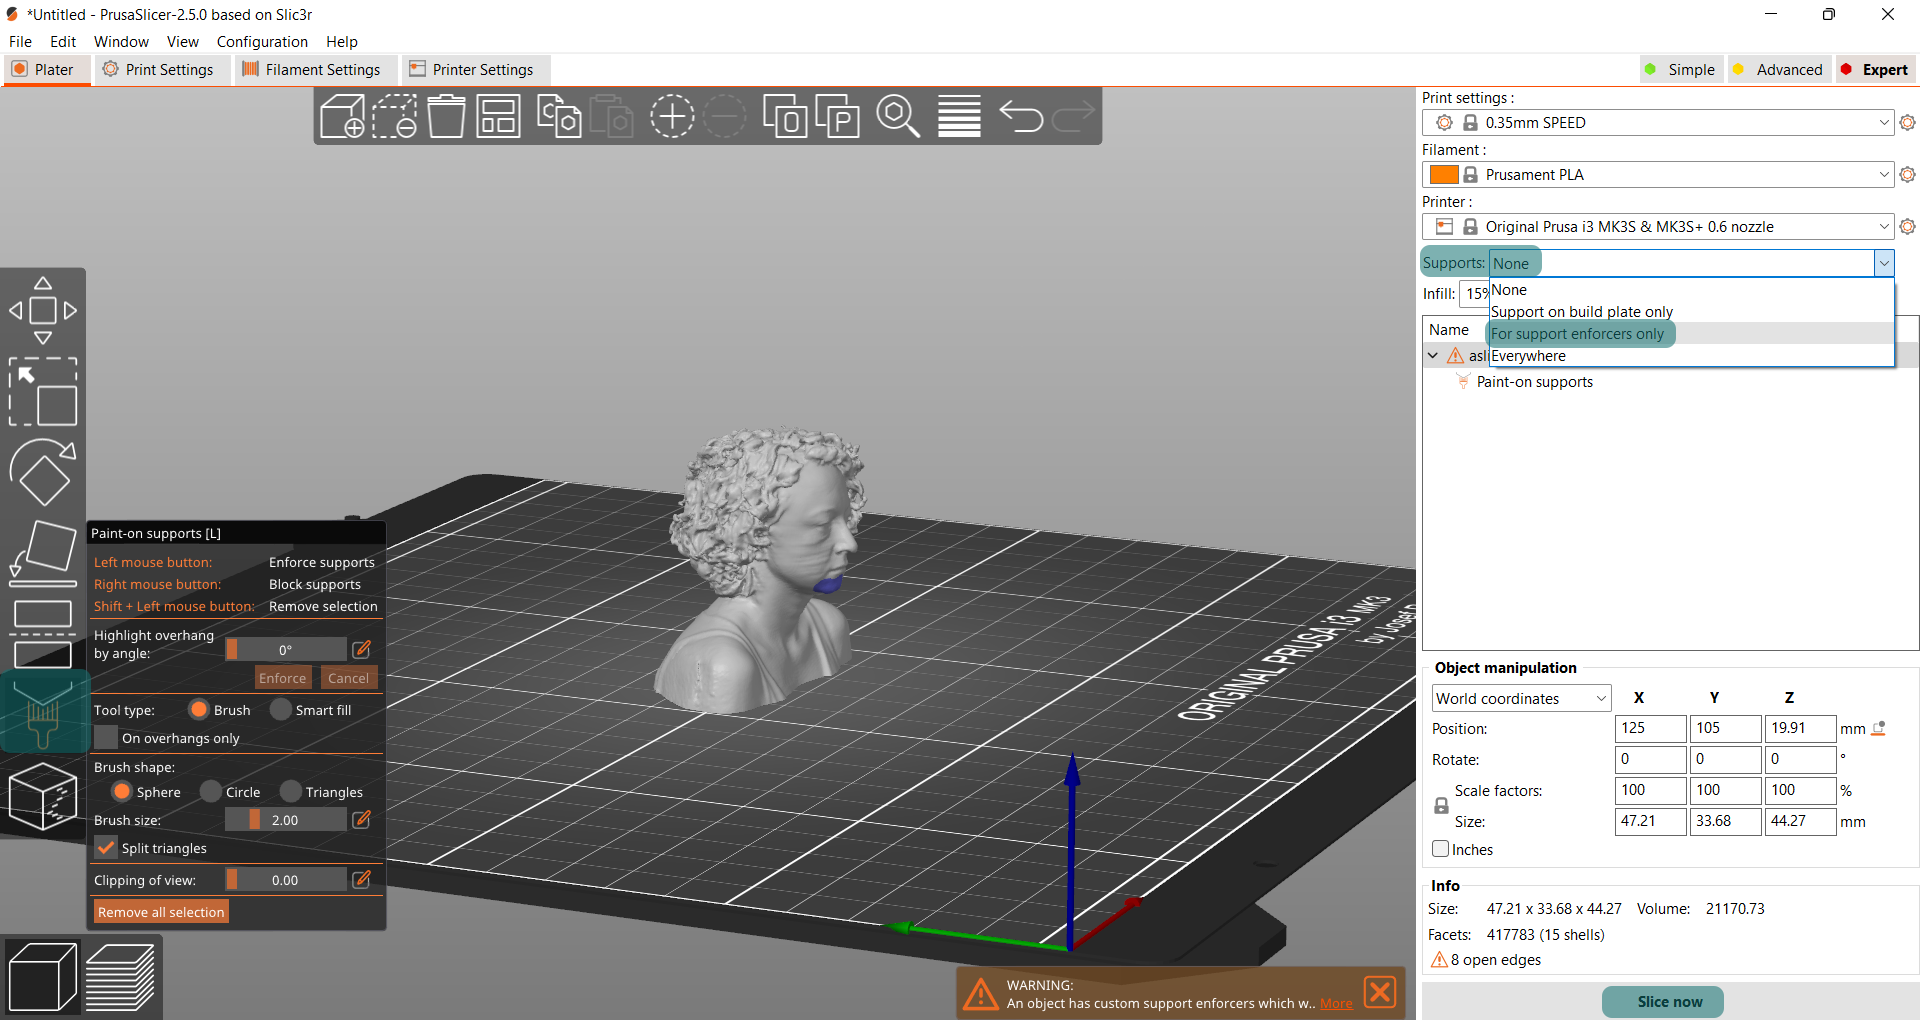 *Untitled - PrusaSlicer-2.5.0 based on Slic3r
File Edit Window View Configuration Help
Plater Print Settings Filament Settings Printer Settings
Simple Advanced Expert
O P
Print settings :
0.35mm SPEED
Filament :
Prusament PLA
Printer :
Original Prusa i3 MK3S & MK3S+ 0.6 nozzle
Supports: None
None
Infill: 15%
Support on build plate only
Name
For support enforcers only
asl
Everywhere
Paint-on supports
Paint-on supports [L]
Left mouse button: Enforce supports
Right mouse button: Block supports
Shift + Left mouse button: Remove selection
Highlight overhang
by angle: 0°
Enforce Cancel
Tool type: Brush Smart fill
On overhangs only
Brush shape:
Sphere Circle Triangles
Brush size: 2.00
Split triangles
Clipping of view: 0.00
Remove all selection
ORIGINAL PRUSA i3 MK3
by Josef P
Object manipulation
World coordinates X Y Z
Position: 125 105 19.91 mm
Rotate: 0 0 0 °
Scale factors: 100 100 100 %
Size: 47.21 33.68 44.27 mm
Inches
Info
Size: 47.21 x 33.68 x 44.27 Volume: 21170.73
Facets: 417783 (15 shells)
8 open edges
WARNING:
An object has custom support enforcers which w.. More
Slice now